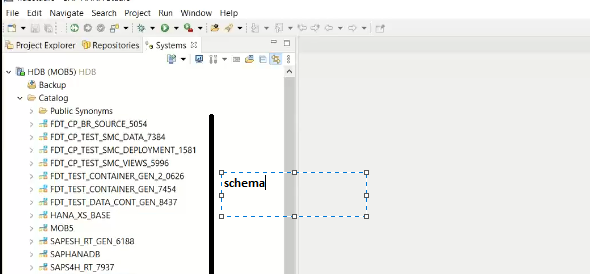 File Edit Navigate Search Project Run Window Help
Project Explorer Repositories Systems
HDB (MOB5) HDB
Backup
Catalog
Public Synonyms
FDT_CP_BR_SOURCE_5054
FDT_CP_TEST_SMC_DATA_7384
FDT_CP_TEST_SMC_DEPLOYMENT_1581
FDT_CP_TEST_SMC_VIEWS_5996
FDT_TEST_CONTAINER_GEN_2_0626
FDT_TEST_CONTAINER_GEN_7454
FDT_TEST_DATA_CONT_GEN_8437
HANA_XS_BASE
MOB5
SAPESH_RT_GEN_6188
SAPHANADB
SAPS4H_RT_7937
schema